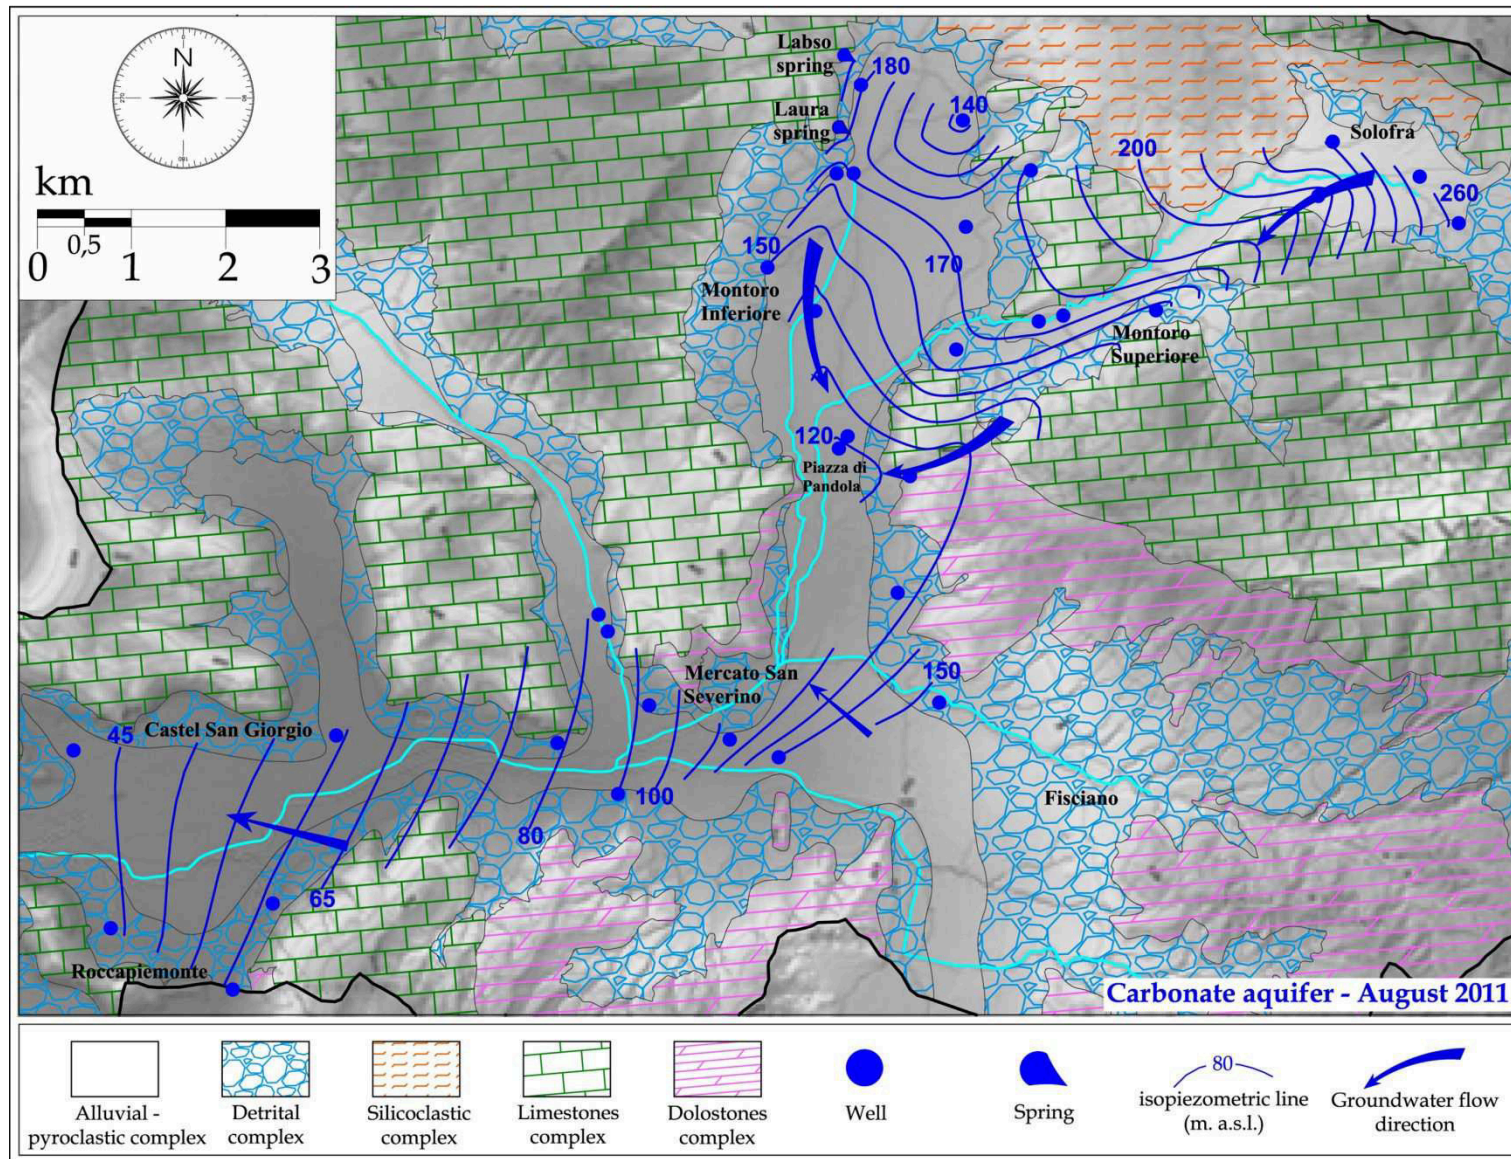 N
km
0,5
0 1 2 3
Labso
spring
180
140
Laura
spring
200
Solofra
260
150
170
Montoro
Inferiore
Montoro
Superiore
120
Piazza di
Pandola
Mercato San
Severino
150
Castel San Giorgio
45
100
Fisciano
80
65
Roccapiemonte
Carbonate aquifer - August 2011
80
Alluvial -
pyroclastic complex
Detrital
complex
Silicoclastic
complex
Limestones
complex
Dolostones
complex
Well
Spring
isopiezometric line
(m. a.s.l.)
Groundwater flow
direction